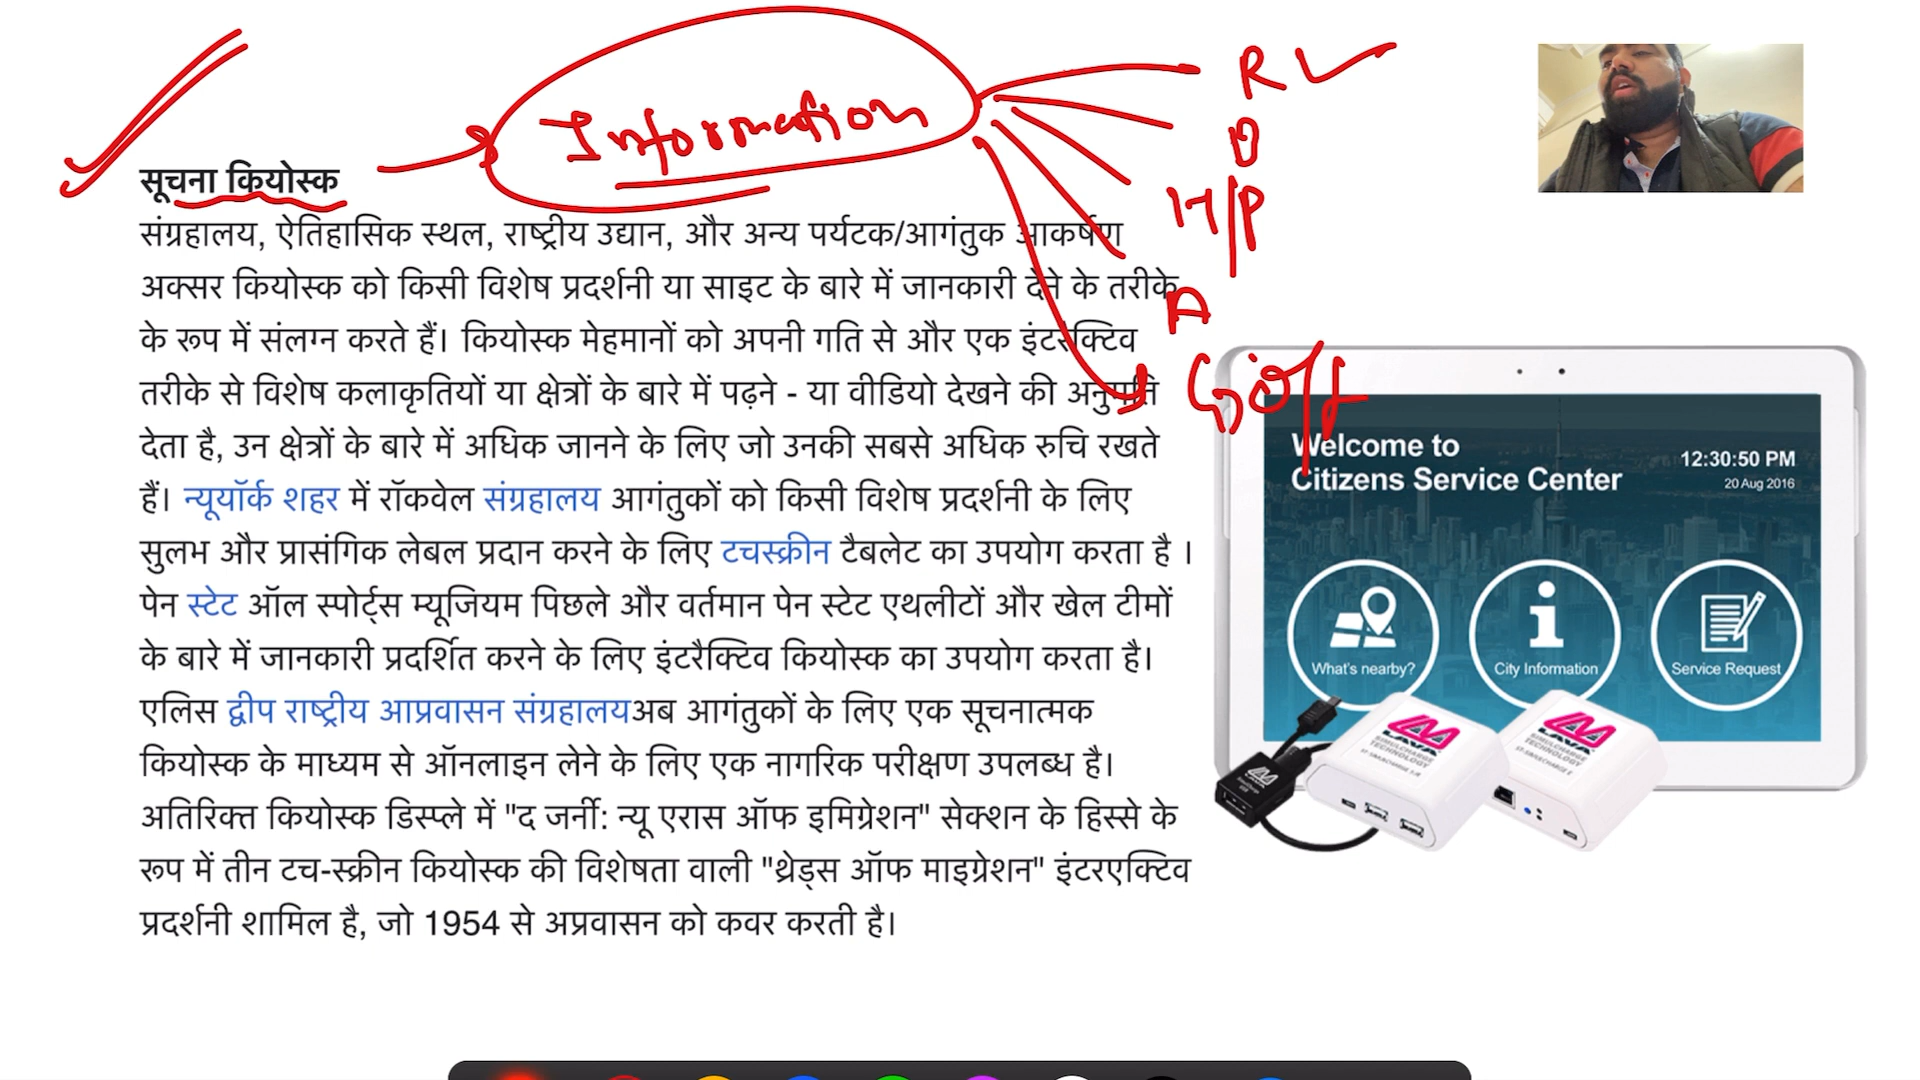 Information
R
H/P
A
सूचना कियोस्क
संग्रहालय, ऐतिहासिक स्थल, राष्ट्रीय उद्यान, और अन्य पर्यटक/आगंतुक आकर्षण
अक्सर कियोस्क को किसी विशेष प्रदर्शनी या साइट के बारे में जानकारी देने के तरीके
के रूप में संलग्न करते हैं। कियोस्क मेहमानों को अपनी गति से और एक इंटरैक्टिव
तरीके से विशेष कलाकृतियों या क्षेत्रों के बारे में पढ़ने - या वीडियो देखने की अनुमति
देता है, उन क्षेत्रों के बारे में अधिक जानने के लिए जो उनकी सबसे अधिक रुचि रखते
हैं। न्यूयॉर्क शहर में रॉकवेल संग्रहालय आगंतुकों को किसी विशेष प्रदर्शनी के लिए
सुलभ और प्रासंगिक लेबल प्रदान करने के लिए टचस्क्रीन टैबलेट का उपयोग करता है ।
पेन स्टेट ऑल स्पोर्ट्स म्यूजियम पिछले और वर्तमान पेन स्टेट एथलीटों और खेल टीमों
के बारे में जानकारी प्रदर्शित करने के लिए इंटरैक्टिव कियोस्क का उपयोग करता है।
एलिस द्वीप राष्ट्रीय आप्रवासन संग्रहालयअब आगंतुकों के लिए एक सूचनात्मक
कियोस्क के माध्यम से ऑनलाइन लेने के लिए एक नागरिक परीक्षण उपलब्ध है।
अतिरिक्त कियोस्क डिस्प्ले में "द जर्नी: न्यू एरास ऑफ इमिग्रेशन" सेक्शन के हिस्से के
रूप में तीन टच-स्क्रीन कियोस्क की विशेषता वाली "थ्रेड्स ऑफ माइग्रेशन" इंटरएक्टिव
प्रदर्शनी शामिल है, जो 1954 से अप्रवासन को कवर करती है।
Welcome to
Citizens Service Center
12:30:50 PM
20 Aug 2016
What's nearby?
City Information
Service Request
LAVA
SIMULCHARGE
TECHNOLOGY
LAVA
SIMULCHARGE
TECHNOLOGY